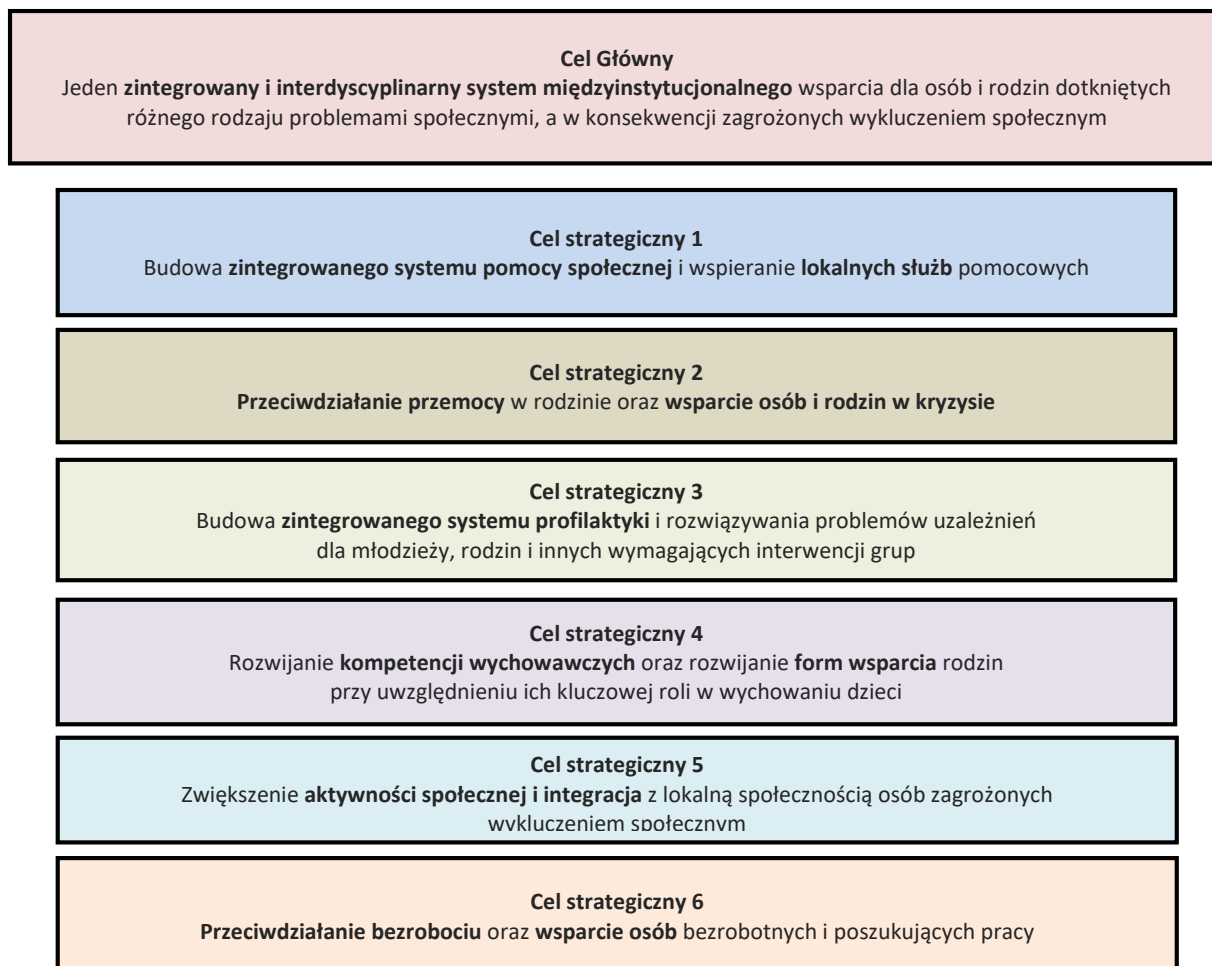 Cel Główny
Jeden zintegrowany i interdyscyplinarny system międzyinstytucjonalnego wsparcia dla osób i rodzin dotkniętych
różnego rodzaju problemami społecznymi, a w konsekwencji zagrożonych wykluczeniem społecznym
Cel strategiczny 1
Budowa zintegrowanego systemu pomocy społecznej i wspieranie lokalnych służb pomocowych
Cel strategiczny 2
Przeciwdziałanie przemocy w rodzinie oraz wsparcie osób i rodzin w kryzysie
Cel strategiczny 3
Budowa zintegrowanego systemu profilaktyki i rozwiązywania problemów uzależnień
dla młodzieży, rodzin i innych wymagających interwencji grup
Cel strategiczny 4
Rozwijanie kompetencji wychowawczych oraz rozwijanie form wsparcia rodzin
przy uwzględnieniu ich kluczowej roli w wychowaniu dzieci
Cel strategiczny 5
Zwiększenie aktywności społecznej i integracja z lokalną społecznością osób zagrożonych
wykluczeniem społecznym
Cel strategiczny 6
Przeciwdziałanie bezrobociu oraz wsparcie osób bezrobotnych i poszukujących pracy